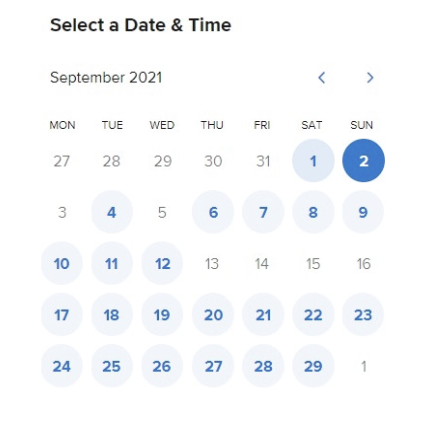 Select a Date & Time
September 2021
MON TUE WED THU FRI SAT SUN
27 28 29 30 31 1 2
3 4 5 6 7 8 9
10 11 12 13 14 15 16
17 18 19 20 21 22 23
24 25 26 27 28 29 1